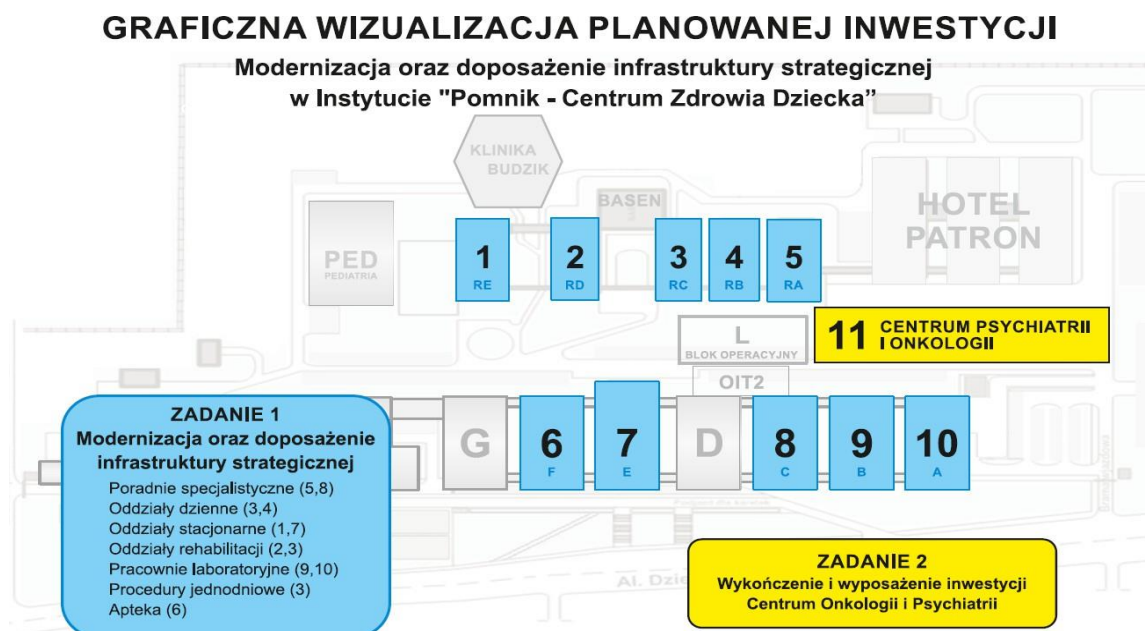 GRAFICZNA WIZUALIZACJA PLANOWANEJ INWESTYCJI
Modernizacja oraz doposażenie infrastruktury strategicznej
w Instytucie "Pomnik - Centrum Zdrowia Dziecka”
KLINIKA
BUDZIK
BASEN
HOTEL
PATRON
PED
PEDIATRIA
1
RE
2
RD
3
RC
4
RB
5
RA
L
BLOK OPERACYJNY
11 CENTRUM PSYCHIATRII
I ONKOLOGII
OIT2
G
6
F
7
E
D
8
C
9
B
10
A
ZADANIE 1
Modernizacja oraz doposażenie
infrastruktury strategicznej
Poradnie specjalistyczne (5,8)
Oddziały dzienne (3,4)
Oddziały stacjonarne (1,7)
Oddziały rehabilitacji (2,3)
Pracownie laboratoryjne (9,10)
Procedury jednodniowe (3)
Apteka (6)
Al. Dzie
ZADANIE 2
Wykończenie i wyposażenie inwestycji
Centrum Onkologii i Psychiatrii